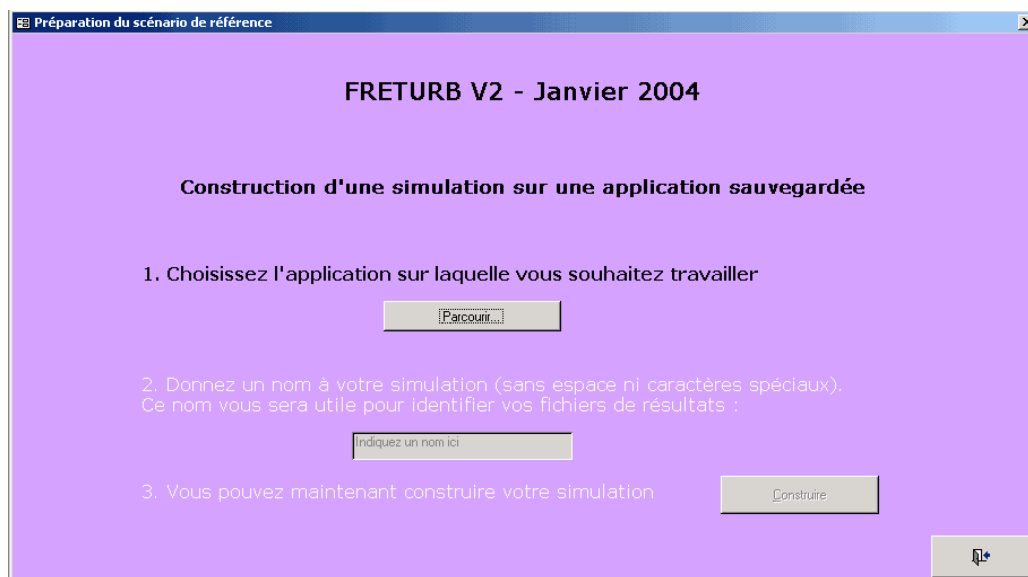 Préparation du scénario de référence
FRETURB V2 - Janvier 2004
Construction d'une simulation sur une application sauvegardée
1. Choisissez l'application sur laquelle vous souhaitez travailler
Parcourir...
2. Donnez un nom à votre simulation (sans espace ni caractères spéciaux).
Ce nom vous sera utile pour identifier vos fichiers de résultats :
Indiquez un nom ici
3. Vous pouvez maintenant construire votre simulation
Construire